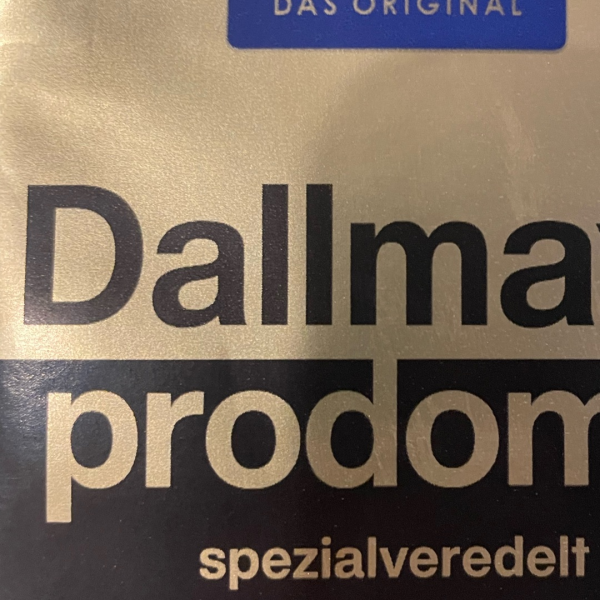 DAS ORIGINAL
Dallma
prodom
spezialveredelt